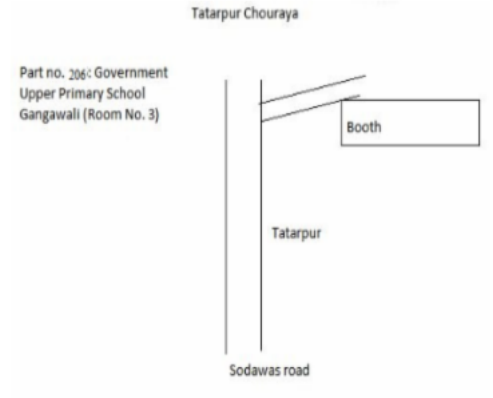 Tatarpur Chouraya
Part no. 206: Government
Upper Primary School
Gangawali (Room No. 3)
Booth
Tatarpur
Sodawas road